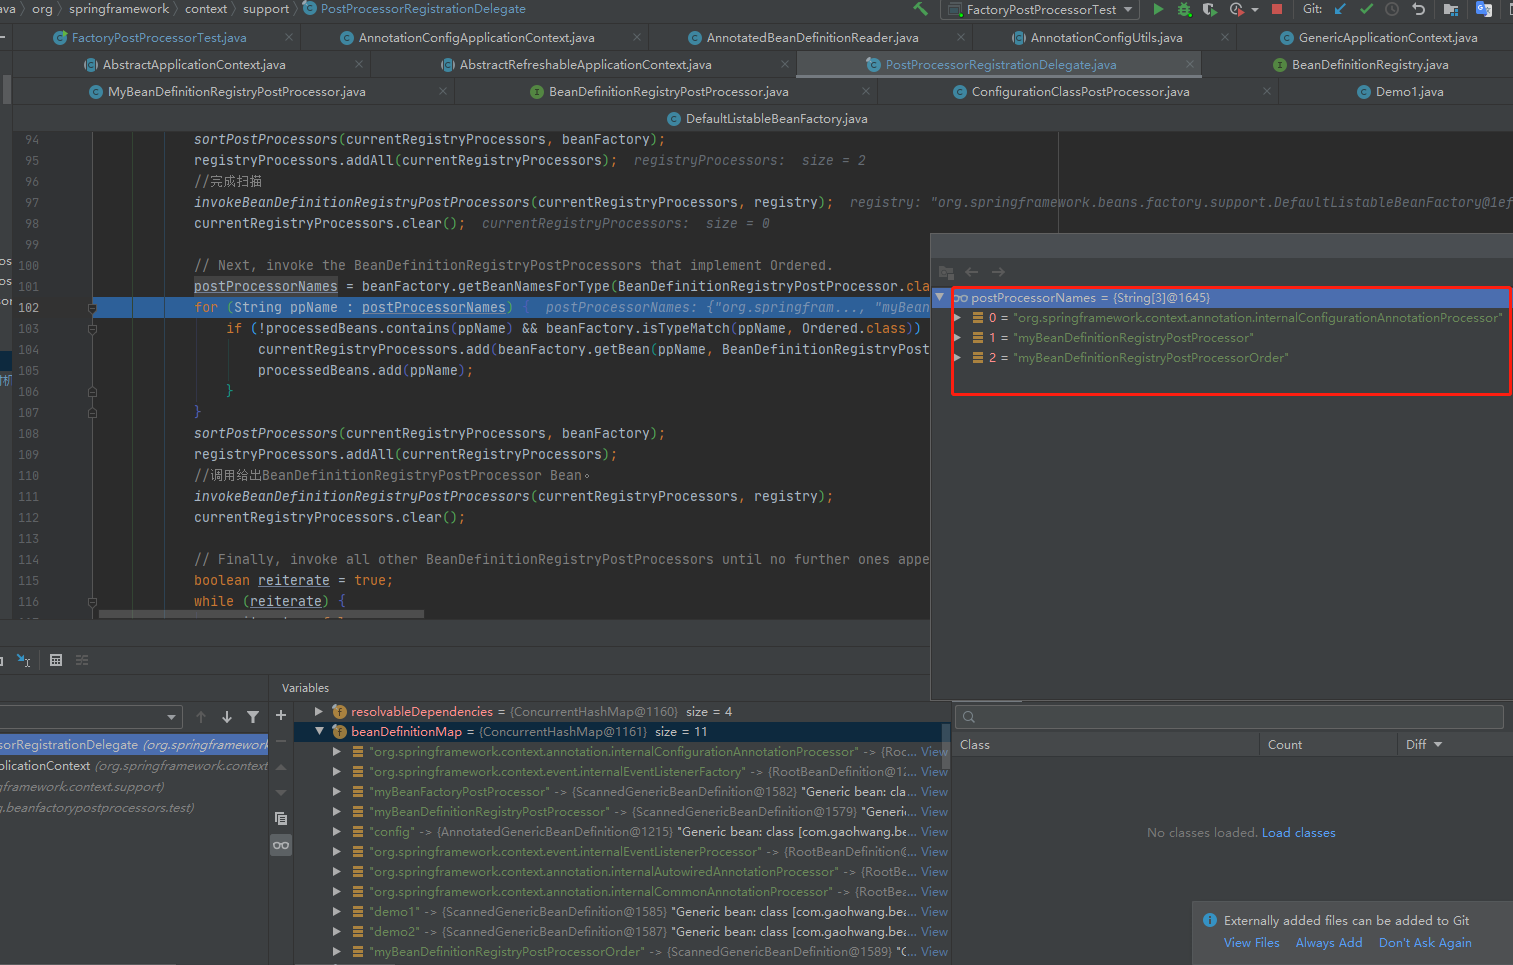 ava org springframework context support PostProcessorRegistrationDelegate
FactoryPostProcessorTest
Git:
FactoryPostProcessorTest.java
AnnotationConfigApplicationContext.java
AnnotatedBeanDefinitionReader.java
AnnotationConfigUtils.java
GenericApplicationContext.java
AbstractApplicationContext.java
AbstractRefreshableApplicationContext.java
PostProcessorRegistrationDelegate.java
BeanDefinitionRegistry.java
MyBeanDefinitionRegistryPostProcessor.java
BeanDefinitionRegistryPostProcessor.java
ConfigurationClassPostProcessor.java
Demo1.java
DefaultListableBeanFactory.java
94 sortPostProcessors(currentRegistryProcessors, beanFactory);
95 registryProcessors.addAll(currentRegistryProcessors); registryProcessors: size = 2
96 //完成扫描
97 invokeBeanDefinitionRegistryPostProcessors(currentRegistryProcessors, registry); registry: "org.springframework.beans.factory.support.DefaultListableBeanFactory@1ef
98 currentRegistryProcessors.clear(); currentRegistryProcessors: size = 0
99
100 // Next, invoke the BeanDefinitionRegistryPostProcessors that implement Ordered.
101 postProcessorNames = beanFactory.getBeanNamesForType(BeanDefinitionRegistryPostProcessor.cla
102 for (String ppName : postProcessorNames) { postProcessorNames: {"org.springfram..., "myBean
103 if (!processedBeans.contains(ppName) && beanFactory.isTypeMatch(ppName, Ordered.class))
104 currentRegistryProcessors.add(beanFactory.getBean(ppName, BeanDefinitionRegistryPost
105 processedBeans.add(ppName);
106 }
107 }
108 sortPostProcessors(currentRegistryProcessors, beanFactory);
109 registryProcessors.addAll(currentRegistryProcessors);
110 //调用给出BeanDefinitionRegistryPostProcessor Bean。
111 invokeBeanDefinitionRegistryPostProcessors(currentRegistryProcessors, registry);
112 currentRegistryProcessors.clear();
113
114 // Finally, invoke all other BeanDefinitionRegistryPostProcessors until no further ones appe
115 boolean reiterate = true;
116 while (reiterate) {
postProcessorNames = {String[3]@1645}
0 = "org.springframework.context.annotation.internalConfigurationAnnotationProcessor"
1 = "myBeanDefinitionRegistryPostProcessor"
2 = "myBeanDefinitionRegistryPostProcessorOrder"
Variables
sorRegistrationDelegate (org.springframework
plicationContext (org.springframework.context
gframework.context.support)
g.beanfactorypostprocessors.test)
resolvableDependencies = {ConcurrentHashMap@1160} size = 4
beanDefinitionMap = {ConcurrentHashMap@1161} size = 11
"org.springframework.context.annotation.internalConfigurationAnnotationProcessor" -> {Roc... View
"org.springframework.context.event.internalEventListenerFactory" -> {RootBeanDefinition@12... View
"myBeanFactoryPostProcessor" -> {ScannedGenericBeanDefinition@1582} "Generic bean: cla... View
"myBeanDefinitionRegistryPostProcessor" -> {ScannedGenericBeanDefinition@1579} "Generi... View
"config" -> {AnnotatedGenericBeanDefinition@1215} "Generic bean: class [com.gaohwang.be... View
"org.springframework.context.event.internalEventListenerProcessor" -> {RootBeanDefinition@... View
"org.springframework.context.annotation.internalAutowiredAnnotationProcessor" -> {RootBe... View
"org.springframework.context.annotation.internalCommonAnnotationProcessor" -> {RootBea... View
"demo1" -> {ScannedGenericBeanDefinition@1585} "Generic bean: class [com.gaohwang.be... View
"demo2" -> {ScannedGenericBeanDefinition@1587} "Generic bean: class [com.gaohwang.be... View
"myBeanDefinitionRegistryPostProcessorOrder" -> {ScannedGenericBeanDefinition@1589} "G... View
Class Count Diff
No classes loaded. Load classes
Externally added files can be added to Git
View Files Always Add Don't Ask Again